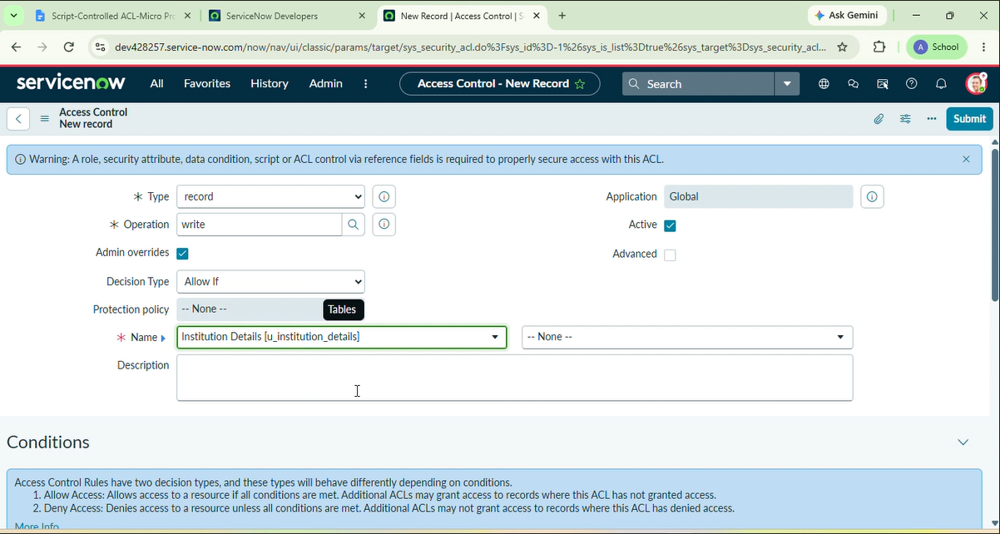 Script-Controlled ACL-Micro Pr
ServiceNow Developers
New Record | Access Control | S
Ask Gemini
dev428257.service-now.com/now/nav/ui/classic/params/target/sys_security_acl.do%3Fsys_id%3D-1%26sys_is_list%3Dtrue%26sys_target%3Dsys_security_acl...
A
School
servicenow
All
Favorites
History
Admin
Access Control - New Record
Search
Access Control
New record
Submit
Warning: A role, security attribute, data condition, script or ACL control via reference fields is required to properly secure access with this ACL.
Type
record
Application
Global
Operation
write
Active
Admin overrides
Advanced
Decision Type
Allow If
Protection policy
-- None --
Tables
Name
Institution Details [u_institution_details]
-- None --
Description
Conditions
Access Control Rules have two decision types, and these types will behave differently depending on conditions.
1. Allow Access: Allows access to a resource if all conditions are met. Additional ACLs may grant access to records where this ACL has not granted access.
2. Deny Access: Denies access to a resource unless all conditions are met. Additional ACLs may not grant access to records where this ACL has denied access.
More Info